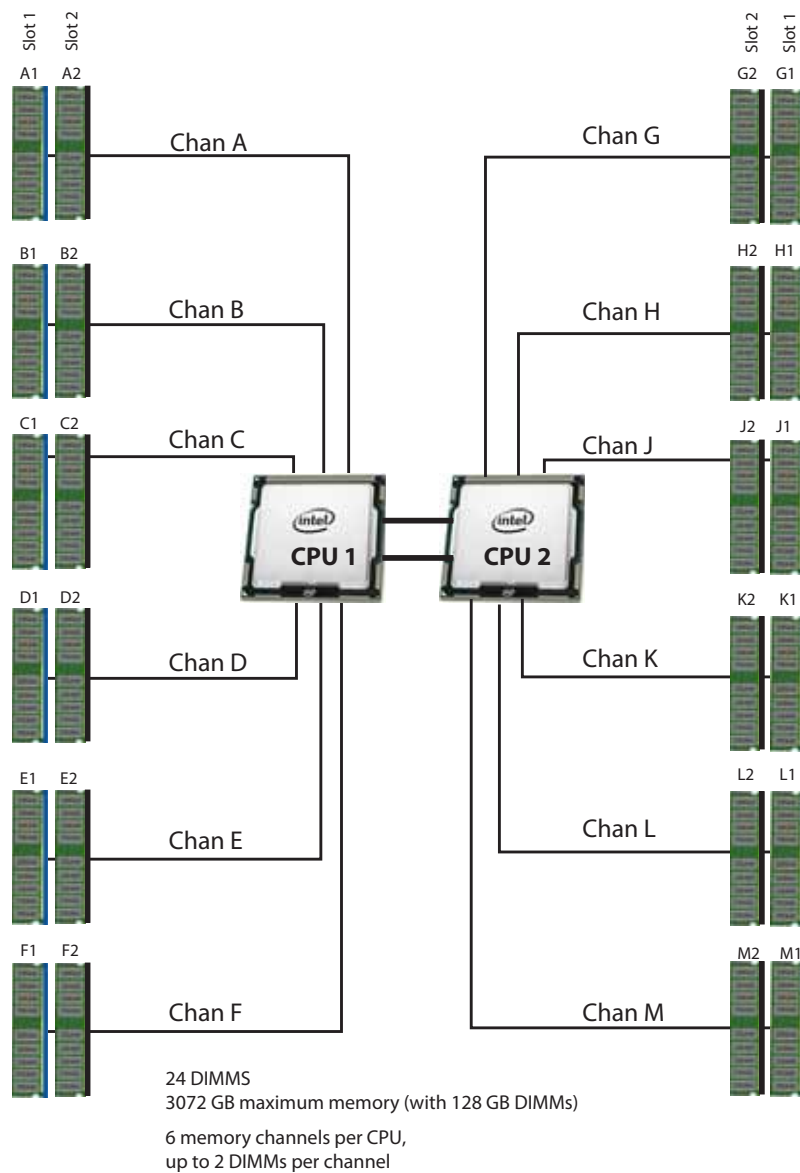 Slot 1 Slot 2 Slot 2 Slot 1
A1 A2 G2 G1
Chan A Chan G
B1 B2 H2 H1
Chan B Chan H
C1 C2 J2 J1
Chan C Chan J
intel intel
CPU 1 CPU 2
D1 D2 K2 K1
Chan D Chan K
E1 E2 L2 L1
Chan E Chan L
F1 F2 M2 M1
Chan F Chan M
24 DIMMS
3072 GB maximum memory (with 128 GB DIMMs)
6 memory channels per CPU,
up to 2 DIMMs per channel